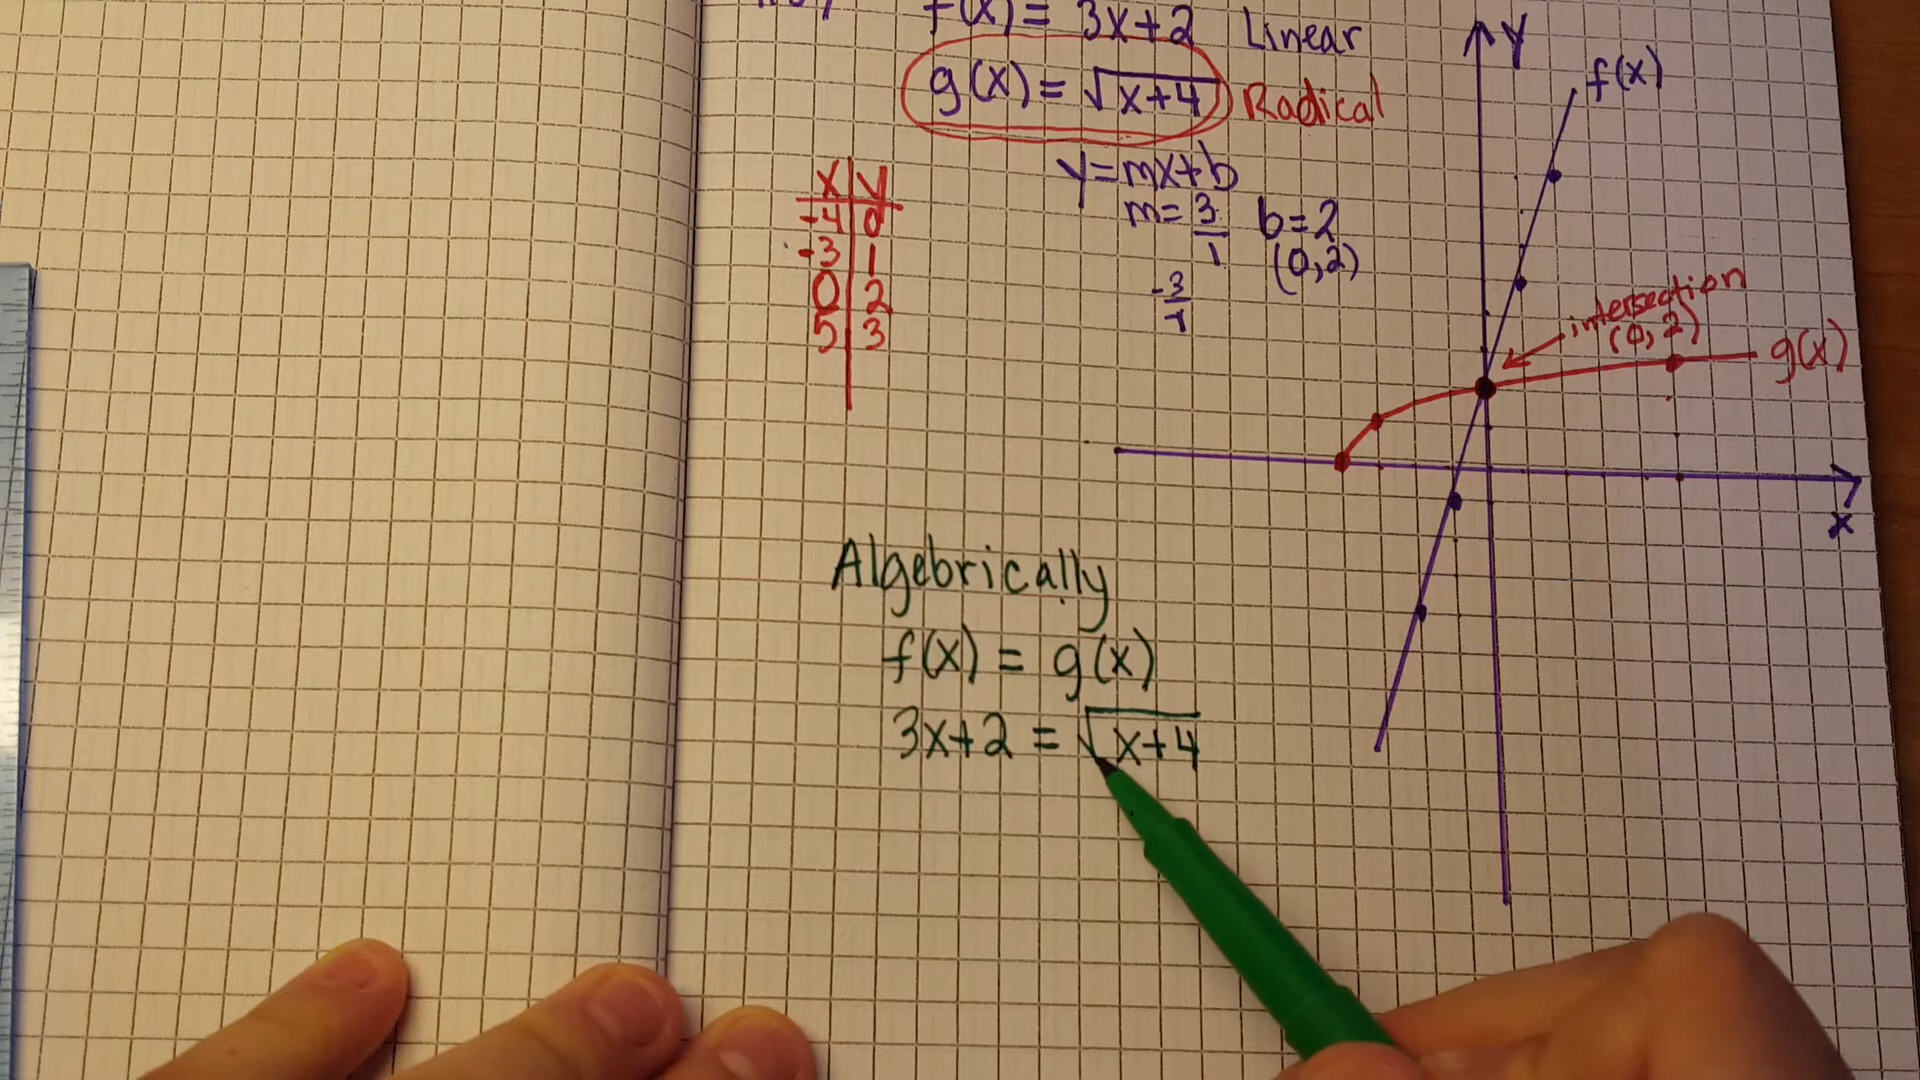 f(x) = 3x+2 Linear
g(x) = √x+4 Radical
x y
-4 0
-3 1
0 2
5 3
y=mx+b
m= 3/1 b=2
(0,2)
-3/-1
y
f(x)
intersection
(0,2)
g(x)
x
Algebrically
f(x) = g(x)
3x+2 = √x+4